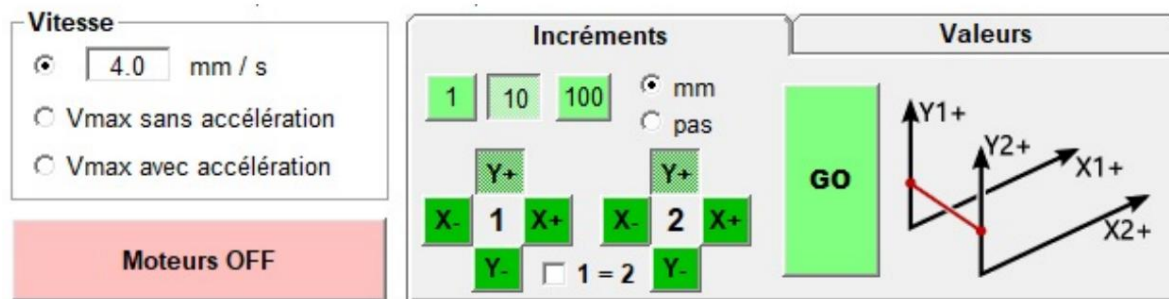 Vitesse
4.0 mm / s
Vmax sans accélération
Vmax avec accélération
Moteurs OFF
Incréments
Valeurs
1 10 100
mm
pas
Y+ Y+
X- 1 X+ X- 2 X+
Y- 1 = 2 Y-
GO
Y1+
Y2+
X1+
X2+